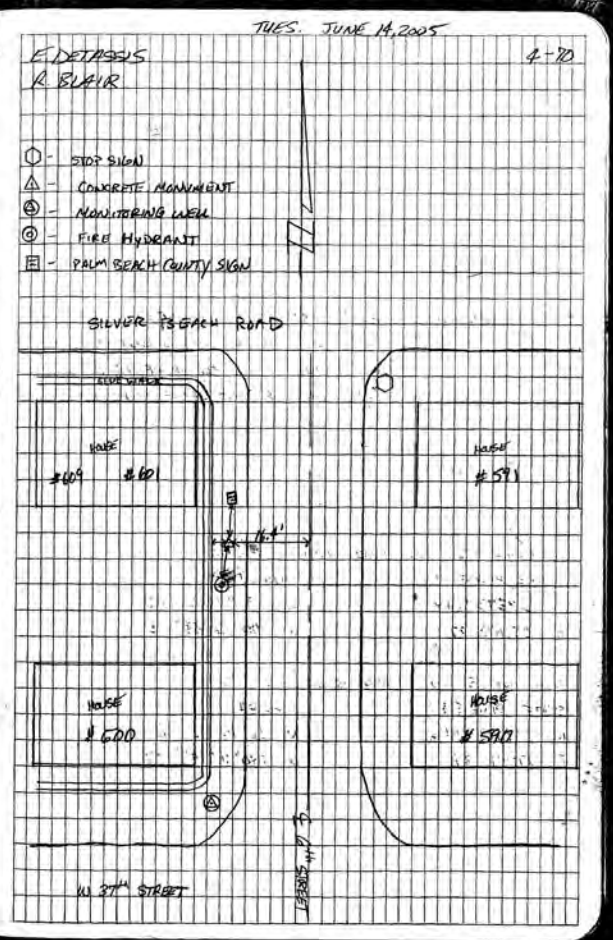 TUES. JUNE 14, 2005
E. DETASSIS
4-70
R. BLAIR
- STOP SIGN
- CONCRETE MONUMENT
- MONITORING WELL
- FIRE HYDRANT
- PALM BEACH COUNTY SIGN
SILVER BEACH ROAD
SIDE WALK
HOUSE
#609 #601
HOUSE
#591
16.4'
HOUSE
#600
HOUSE
#590
℄ 6TH STREET
W 37TH STREET